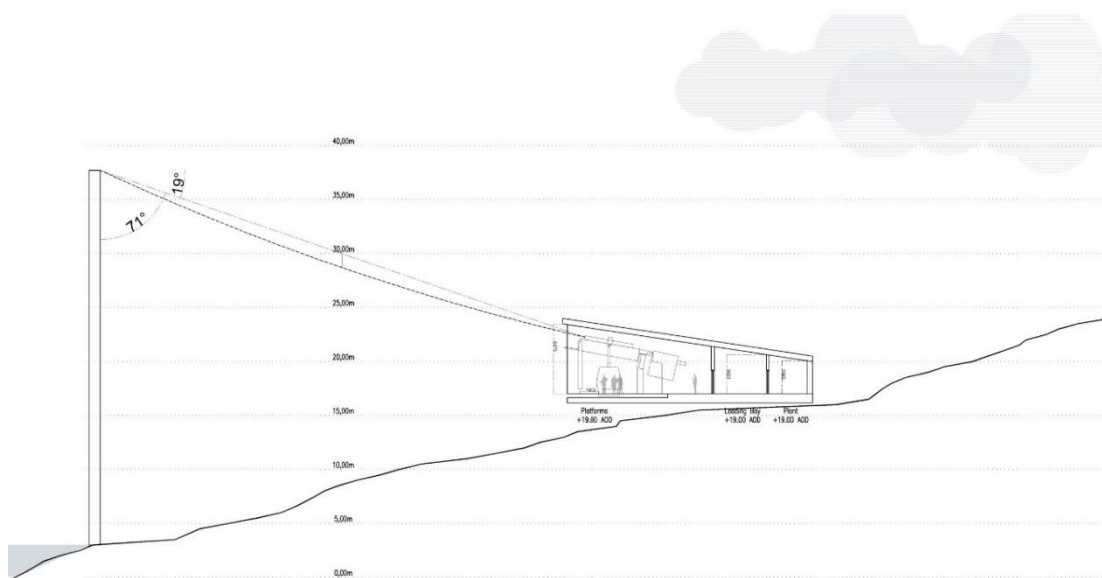 40,00m
19°
35,00m
71°
30,00m
25,00m
20,00m
15,00m
Platforms
+19.90 AOD
Loading Bay
+19.00 AOD
Plant
+19.00 AOD
10,00m
5,00m
0,00m